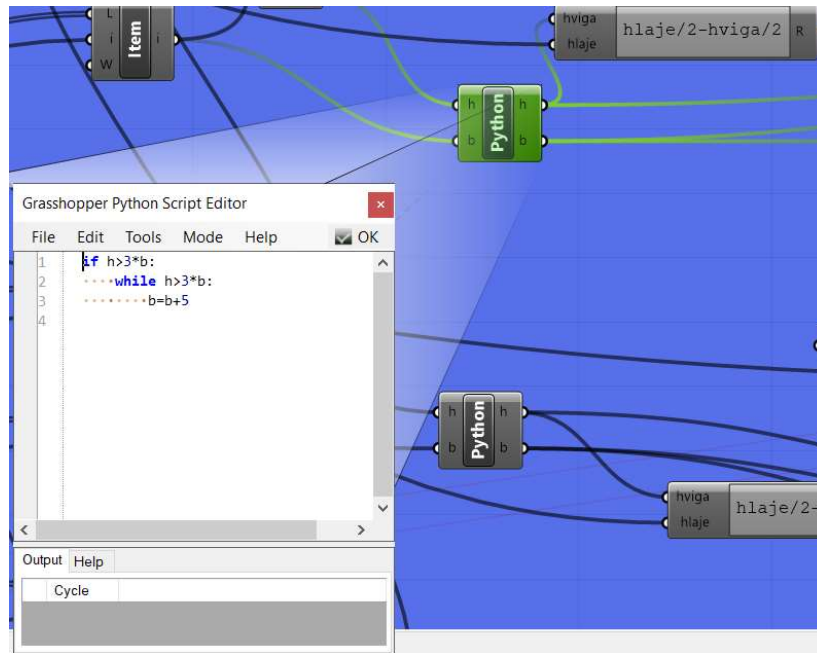 L
i
W
Item
i
hviga
hlaje
hlaje/2-hviga/2
R
h
b
Python
h
b
Grasshopper Python Script Editor
File Edit Tools Mode Help OK
1 if h>3*b:
2 while h>3*b:
3 b=b+5
4
h
b
Python
h
b
hviga
hlaje
hlaje/2-
Output Help
Cycle